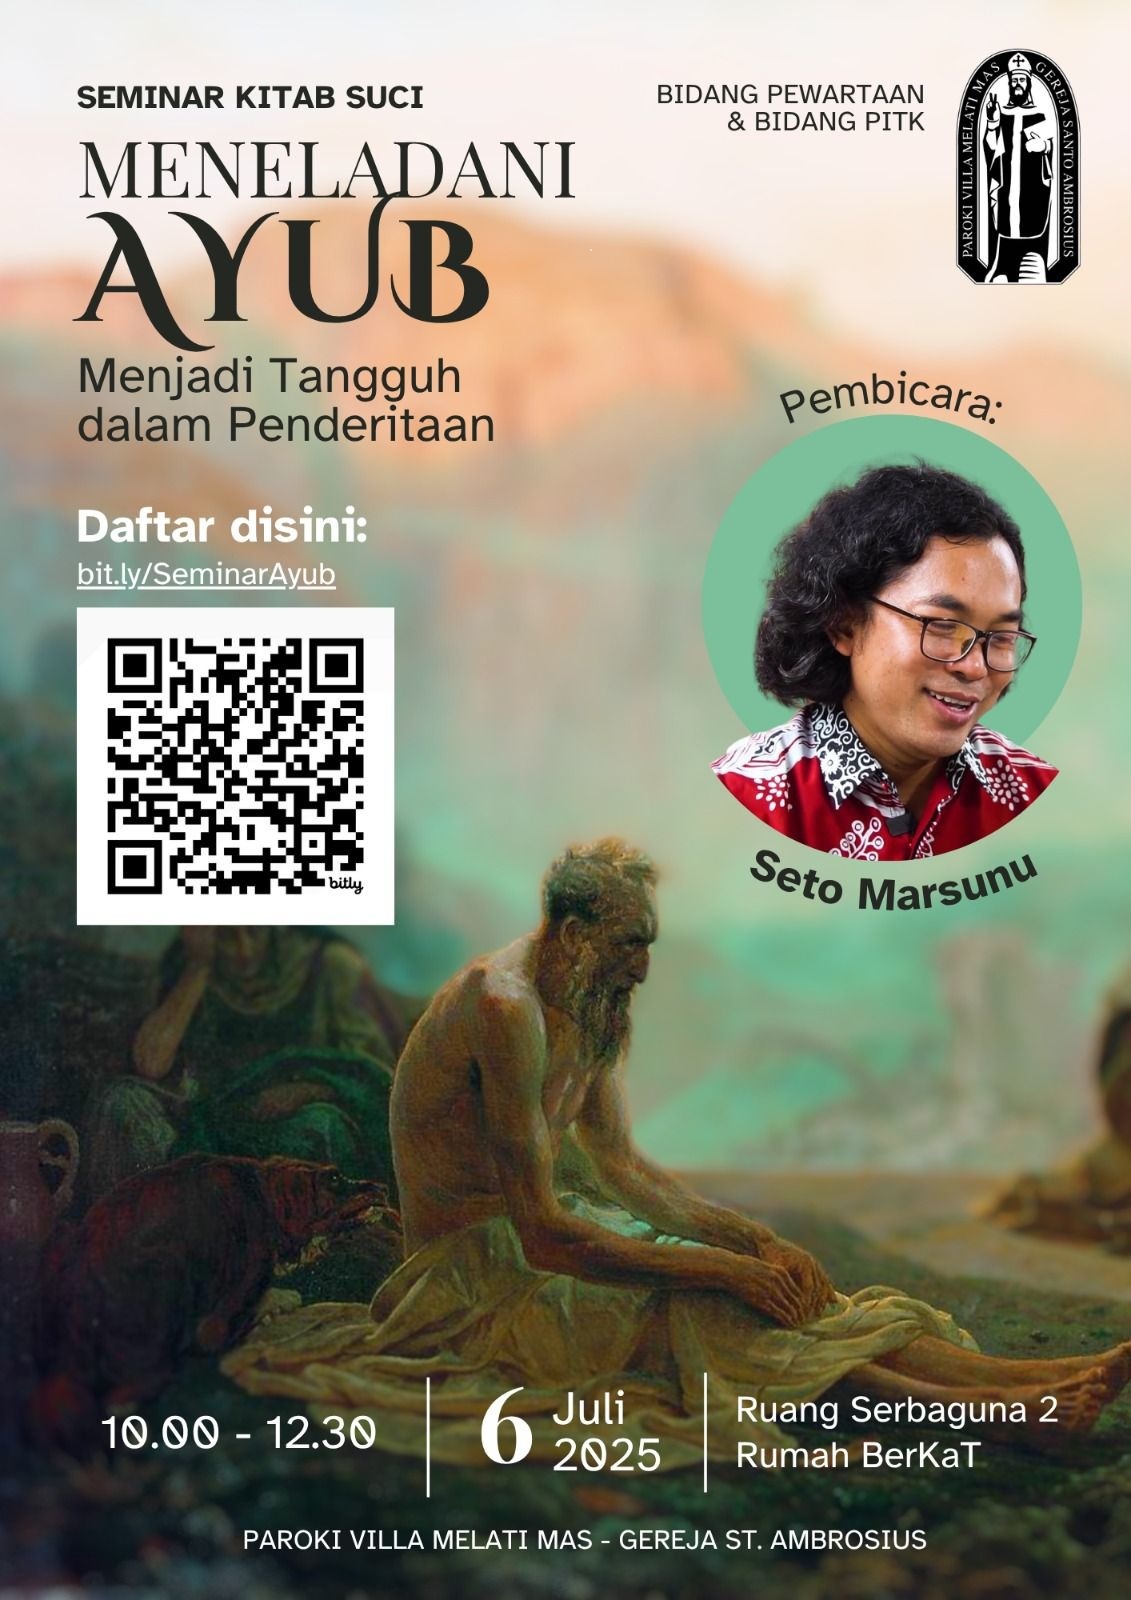 SEMINAR KITAB SUCI
MENELADANI
AYUB
Menjadi Tangguh
dalam Penderitaan
BIDANG PEWARTAAN
& BIDANG PITK
PAROKI VILLA MELATI MAS GEREJA SANTO AMBROSIUS
Daftar disini:
bit.ly/SeminarAyub
bitly
Pembicara:
Seto Marsunu
10.00 - 12.30
6 Juli
2025
Ruang Serbaguna 2
Rumah BerKaT
PAROKI VILLA MELATI MAS - GEREJA ST. AMBROSIUS